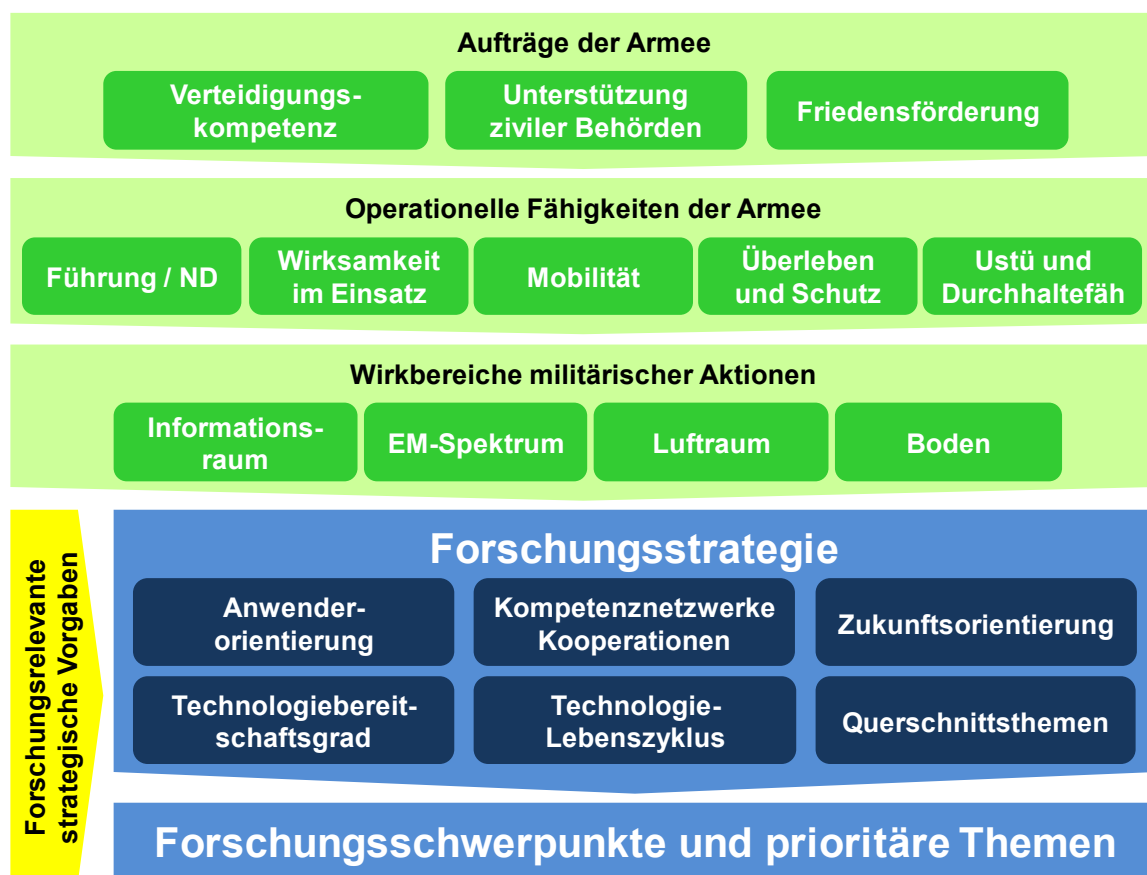 Aufträge der Armee
Verteidigungs-
kompetenz
Unterstützung
ziviler Behörden
Friedensförderung
Operationelle Fähigkeiten der Armee
Führung / ND
Wirksamkeit
im Einsatz
Mobilität
Überleben
und Schutz
Ustü und
Durchhaltefäh
Wirkbereiche militärischer Aktionen
Informations-
raum
EM-Spektrum
Luftraum
Boden
Forschungsrelevante
strategische Vorgaben
Forschungsstrategie
Anwender-
orientierung
Kompetenznetzwerke
Kooperationen
Zukunftsorientierung
Technologiebereit-
schaftsgrad
Technologie-
Lebenszyklus
Querschnittsthemen
Forschungsschwerpunkte und prioritäre Themen